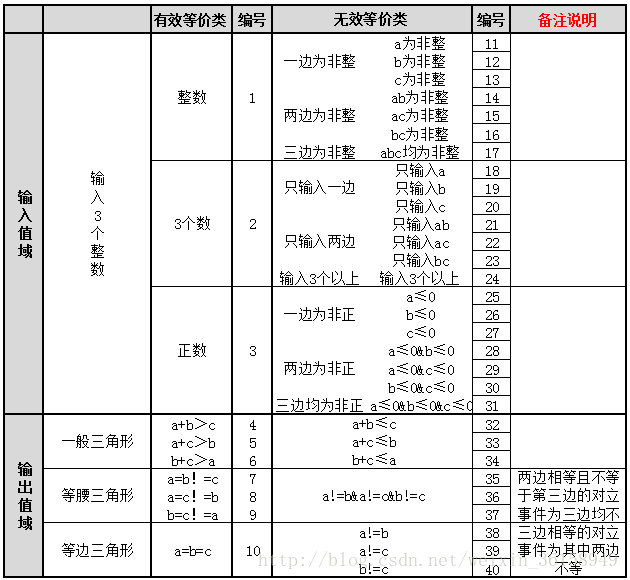 有效等价类 编号 无效等价类 编号 备注说明
a为非整 11
一边为非整 b为非整 12
c为非整 13
整数 1 ab为非整 14
两边为非整 ac为非整 15
bc为非整 16
三边为非整 abc均为非整 17
只输入a 18
只输入一边 只输入b 19
只输入c 20
输入值域 输入3个整数 3个数 2 只输入ab 21
只输入两边 只输入ac 22
只输入bc 23
输入3个以上 输入3个以上 24
a≤0 25
一边为非正 b≤0 26
c≤0 27
正数 3 a≤0&b≤0 28
两边为非正 a≤0&c≤0 29
b≤0&c≤0 30
三边均为非正 a≤0&b≤0&c≤0 31
a+b>c 4 a+b≤c 32
一般三角形 a+c>b 5 a+c≤b 33
b+c>a 6 b+c≤a 34
输出值域 a=b!=c 7 35 两边相等且不等
等腰三角形 a=c!=b 8 a!=b&a!=c&b!=c 36 于第三边的对立
b=c!=a 9 37 事件为三边均不
a!=b 38 三边相等的对立
等边三角形 a=b=c 10 a!=c 39 事件为其中两边
b!=c 40 不等